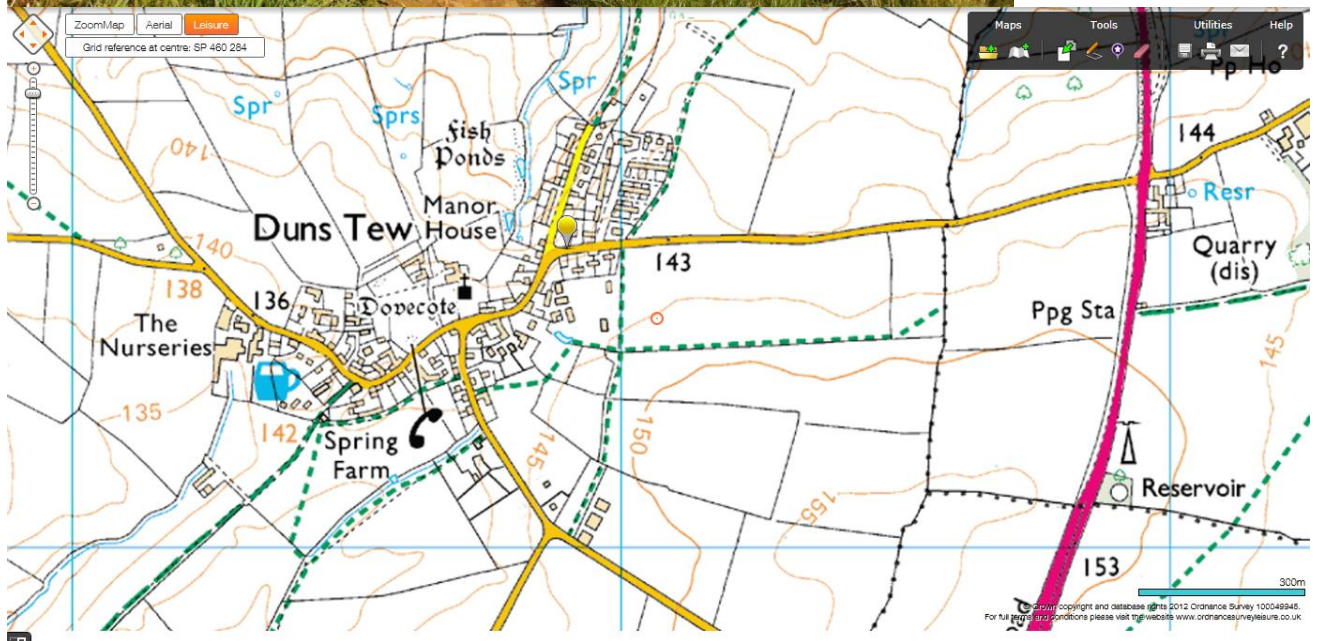 ZoomMap
Aerial
Leisure
Grid reference at centre: SP 460 284
Maps
Tools
Utilities
Help
?
Spr
Pp Ho
Spr
Sprs
Spr
Fish
Ponds
140
144
Resr
Manor
House
Duns Tew
Quarry
(dis)
140
138
136
143
Dovecote
Ppg Sta
The
Nurseries
145
135
142
Spring
Farm
145
150
155
Reservoir
153
300m
© Crown copyright and database rights 2012 Ordnance Survey 100049946.
For full terms and conditions please visit the website www.ordnancesurveyleisure.co.uk